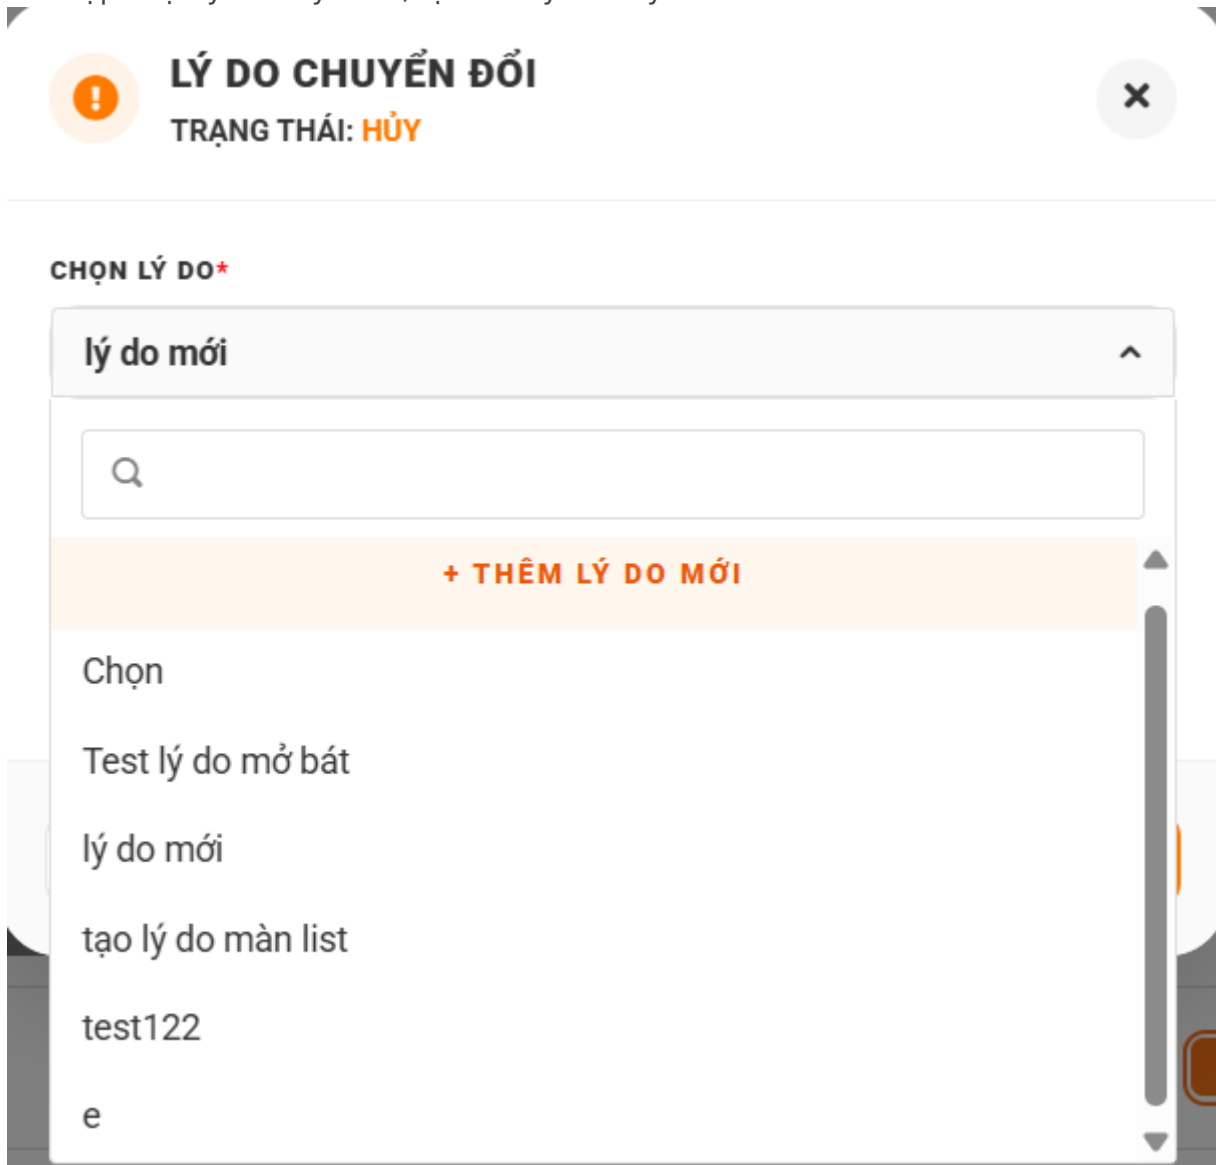 LÝ DO CHUYỂN ĐỔI
TRẠNG THÁI: HỦY
CHỌN LÝ DO*
lý do mới
+ THÊM LÝ DO MỚI
Chọn
Test lý do mở bát
lý do mới
tạo lý do màn list
test122
e